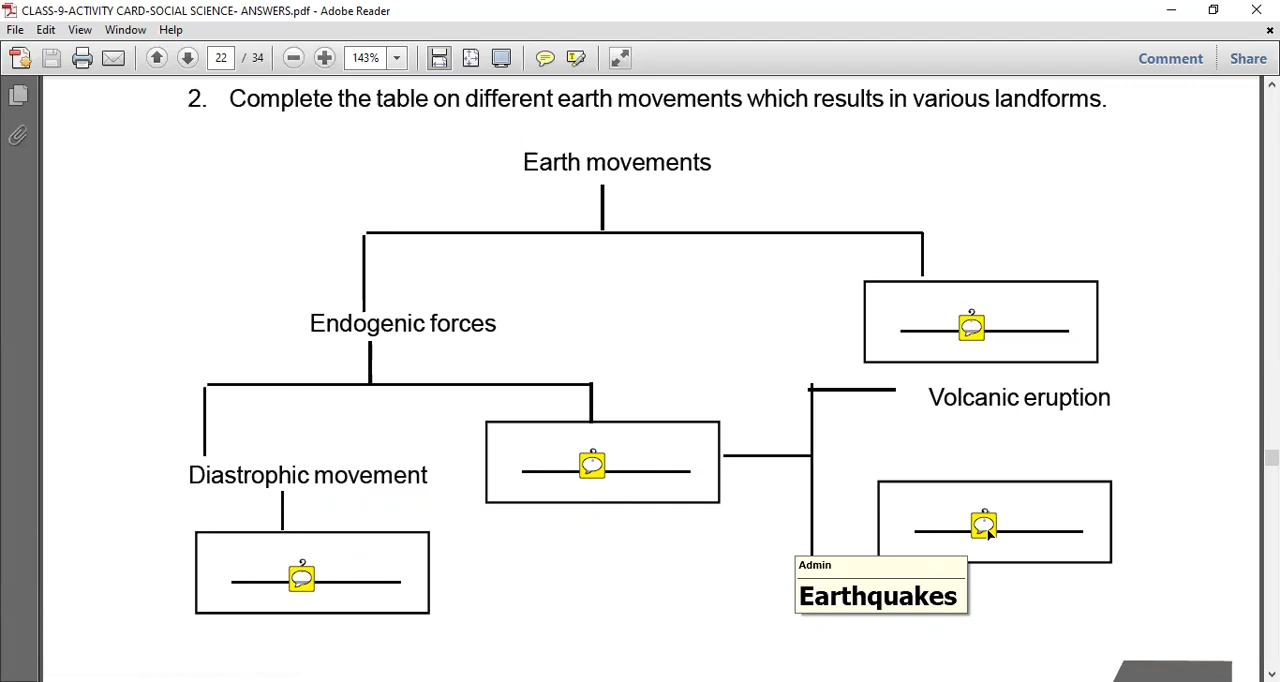 CLASS-9-ACTIVITY CARD-SOCIAL SCIENCE- ANSWERS.pdf - Adobe Reader
File Edit View Window Help
22 / 34 143% Comment Share
2. Complete the table on different earth movements which results in various landforms.
Earth movements
Endogenic forces
Volcanic eruption
Diastrophic movement
Admin
Earthquakes